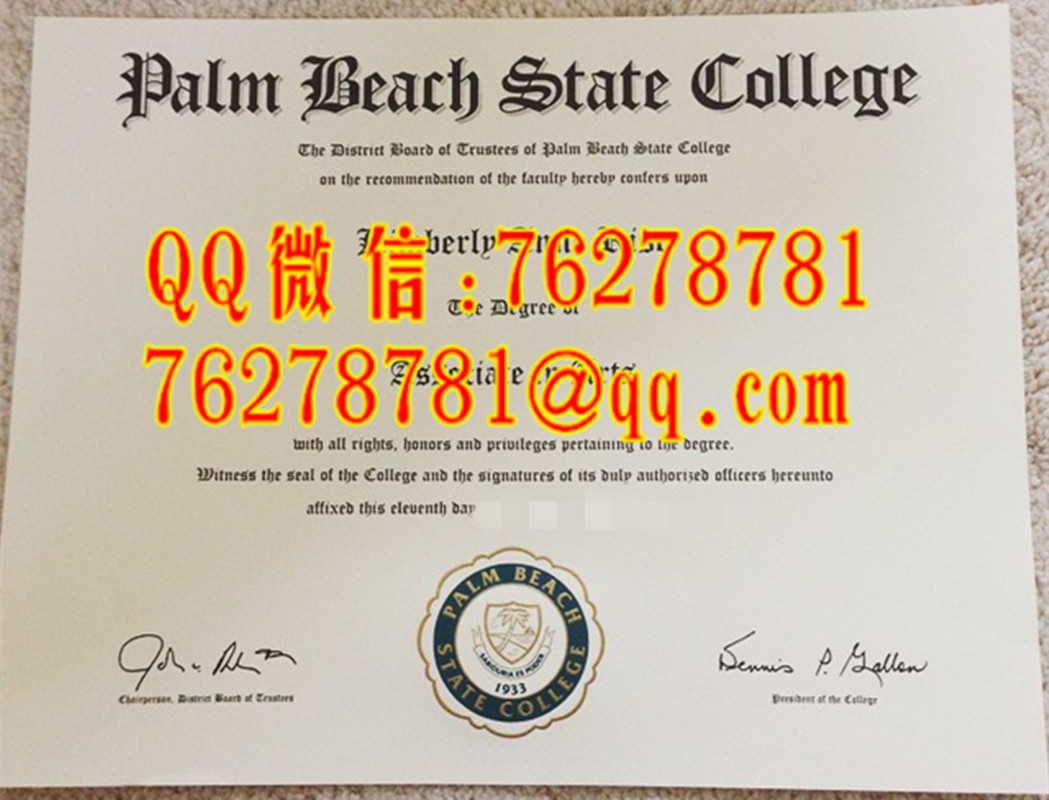 Palm Beach State College
The District Board of Trustees of Palm Beach State College
on the recommendation of the faculty hereby confers upon
QQ微信:76278781
The Degree of
76278781@qq.com
Associate in Arts
with all rights, honors and privileges pertaining to the degree.
Witness the seal of the College and the signatures of its duly authorized officers hereunto
affixed this eleventh day
PALM BEACH
STATE COLLEGE
1933
Dennis P. Gallon
Chairperson, District Board of Trustees
President of the College